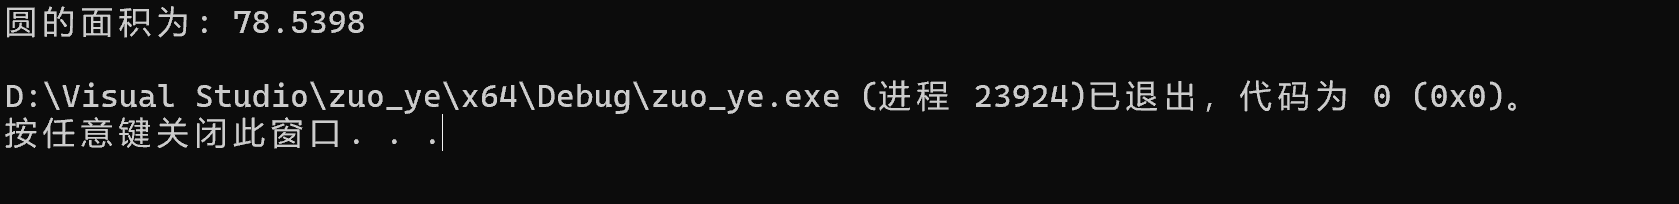 圆的面积为: 78.5398
D:\Visual Studio\zuo_ye\x64\Debug\zuo_ye.exe (进程 23924)已退出，代码为 0 (0x0)。
按任意键关闭此窗口. . .